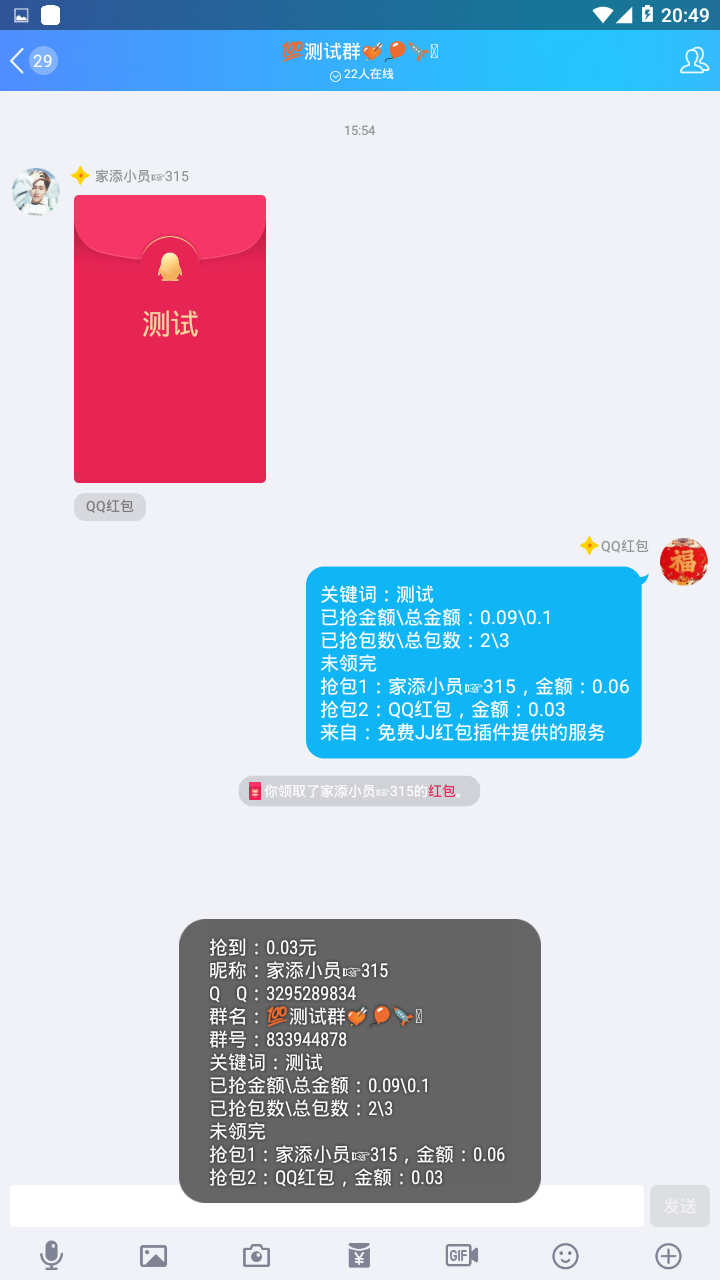 20:49
29
💯测试群
22人在线
15:54
家添小员☞315
测试
QQ红包
QQ红包
福
关键词：测试
已抢金额\总金额：0.09\0.1
已抢包数\总包数：2\3
未领完
抢包1：家添小员☞315，金额：0.06
抢包2：QQ红包，金额：0.03
来自：免费JJ红包插件提供的服务
你领取了家添小员☞315的红包。
抢到：0.03元
昵称：家添小员☞315
Q Q：3295289834
群名：💯测试群
群号：833944878
关键词：测试
已抢金额\总金额：0.09\0.1
已抢包数\总包数：2\3
未领完
抢包1：家添小员☞315，金额：0.06
抢包2：QQ红包，金额：0.03
发送
GIF